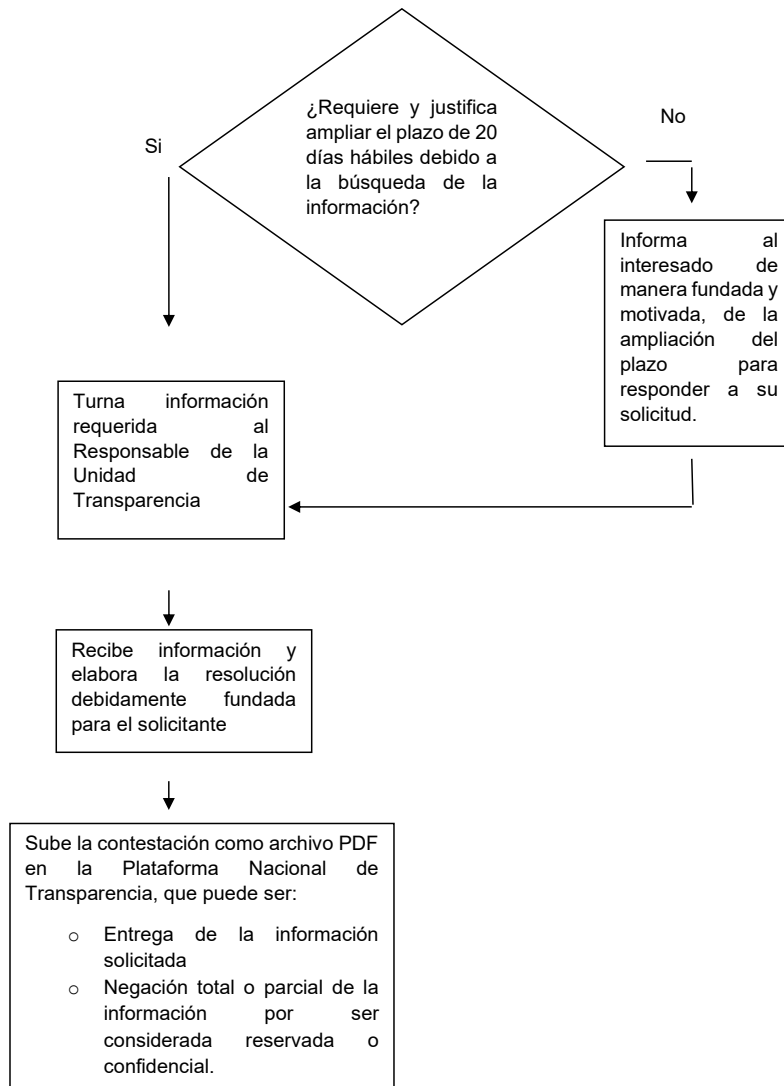 ¿Requiere y justifica
ampliar el plazo de 20
días hábiles debido a
la búsqueda de la
información?
Si
No
Informa al
interesado de
manera fundada y
motivada, de la
ampliación del
plazo para
responder a su
solicitud.
Turna información
requerida al
Responsable de la
Unidad de
Transparencia
Recibe información y
elabora la resolución
debidamente fundada
para el solicitante
Sube la contestación como archivo PDF
en la Plataforma Nacional de
Transparencia, que puede ser:
o Entrega de la información
solicitada
o Negación total o parcial de la
información por ser
considerada reservada o
confidencial.